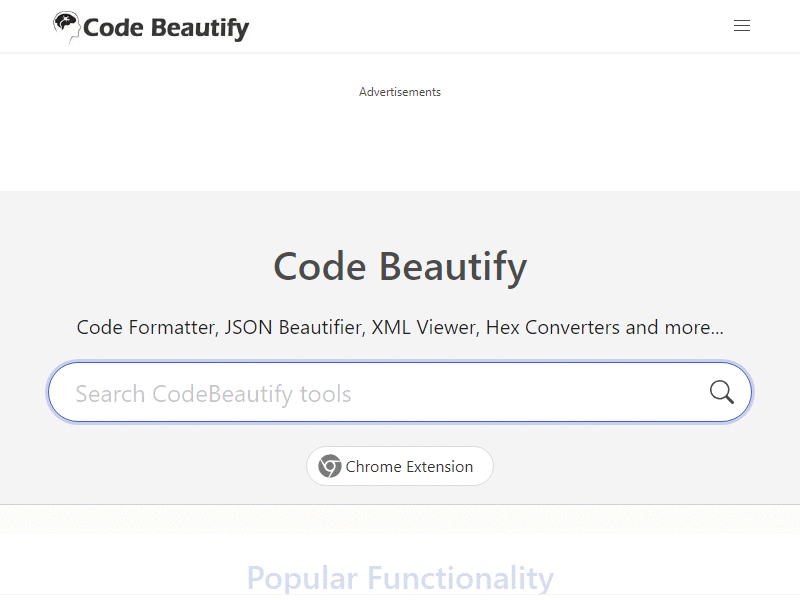 Code Beautify
Advertisements
Code Beautify
Code Formatter, JSON Beautifier, XML Viewer, Hex Converters and more...
Search CodeBeautify tools
Chrome Extension
Popular Functionality